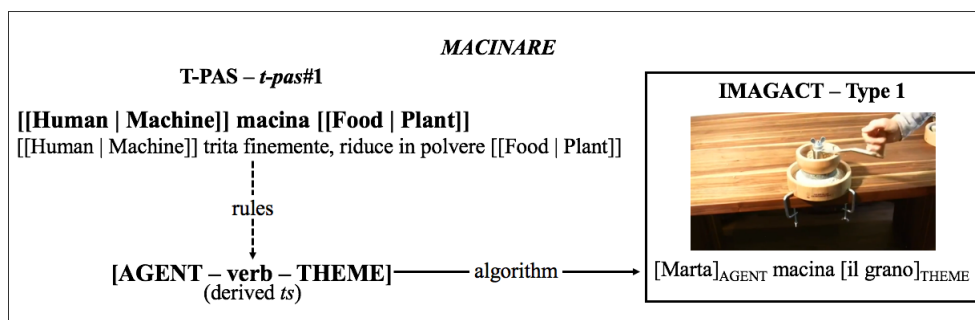 MACINARE
T-PAS – t-pas#1
[[Human | Machine]] macina [[Food | Plant]]
[[Human | Machine]] trita finemente, riduce in polvere [[Food | Plant]]
rules
[AGENT – verb – THEME]
(derived ts)
algorithm
IMAGACT – Type 1
[Marta]AGENT macina [il grano]THEME